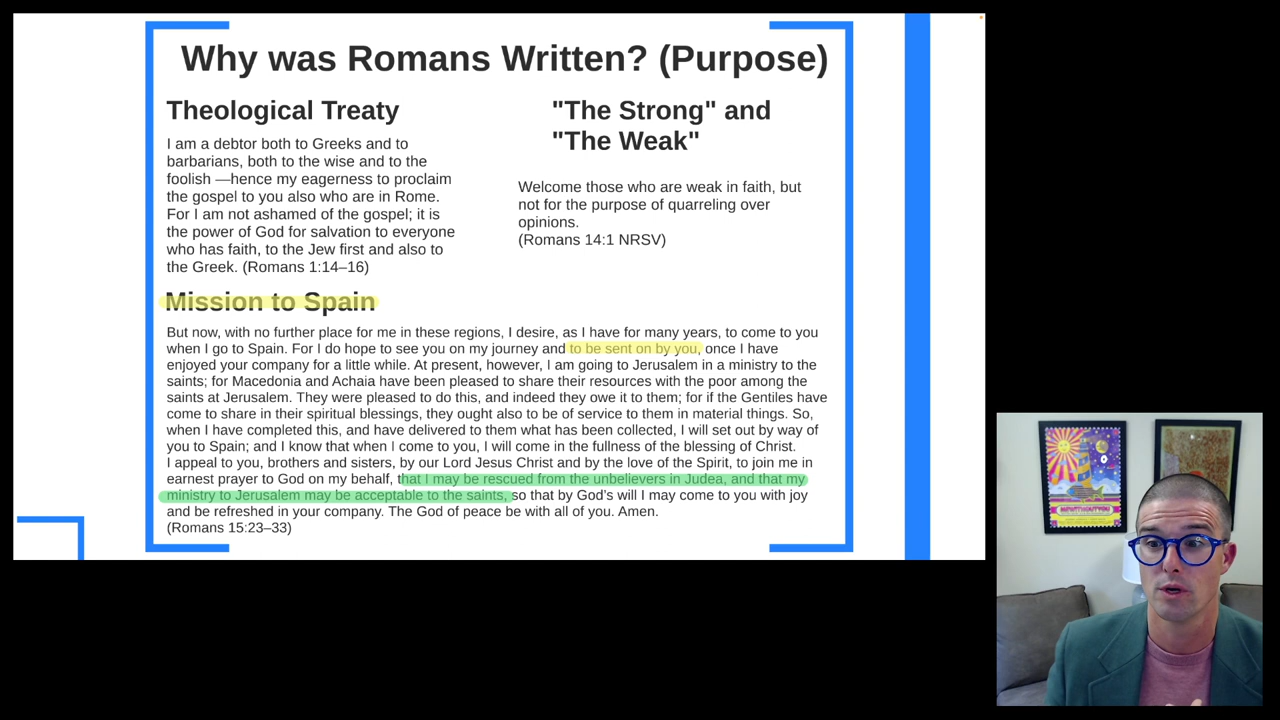 Why was Romans Written? (Purpose)
Theological Treaty
I am a debtor both to Greeks and to
barbarians, both to the wise and to the
foolish —hence my eagerness to proclaim
the gospel to you also who are in Rome.
For I am not ashamed of the gospel; it is
the power of God for salvation to everyone
who has faith, to the Jew first and also to
the Greek. (Romans 1:14–16)
"The Strong" and
"The Weak"
Welcome those who are weak in faith, but
not for the purpose of quarreling over
opinions.
(Romans 14:1 NRSV)
Mission to Spain
But now, with no further place for me in these regions, I desire, as I have for many years, to come to you
when I go to Spain. For I do hope to see you on my journey and to be sent on by you, once I have
enjoyed your company for a little while. At present, however, I am going to Jerusalem in a ministry to the
saints; for Macedonia and Achaia have been pleased to share their resources with the poor among the
saints at Jerusalem. They were pleased to do this, and indeed they owe it to them; for if the Gentiles have
come to share in their spiritual blessings, they ought also to be of service to them in material things. So,
when I have completed this, and have delivered to them what has been collected, I will set out by way of
you to Spain; and I know that when I come to you, I will come in the fullness of the blessing of Christ.
I appeal to you, brothers and sisters, by our Lord Jesus Christ and by the love of the Spirit, to join me in
earnest prayer to God on my behalf, that I may be rescued from the unbelievers in Judea, and that my
ministry to Jerusalem may be acceptable to the saints, so that by God’s will I may come to you with joy
and be refreshed in your company. The God of peace be with all of you. Amen.
(Romans 15:23–33)